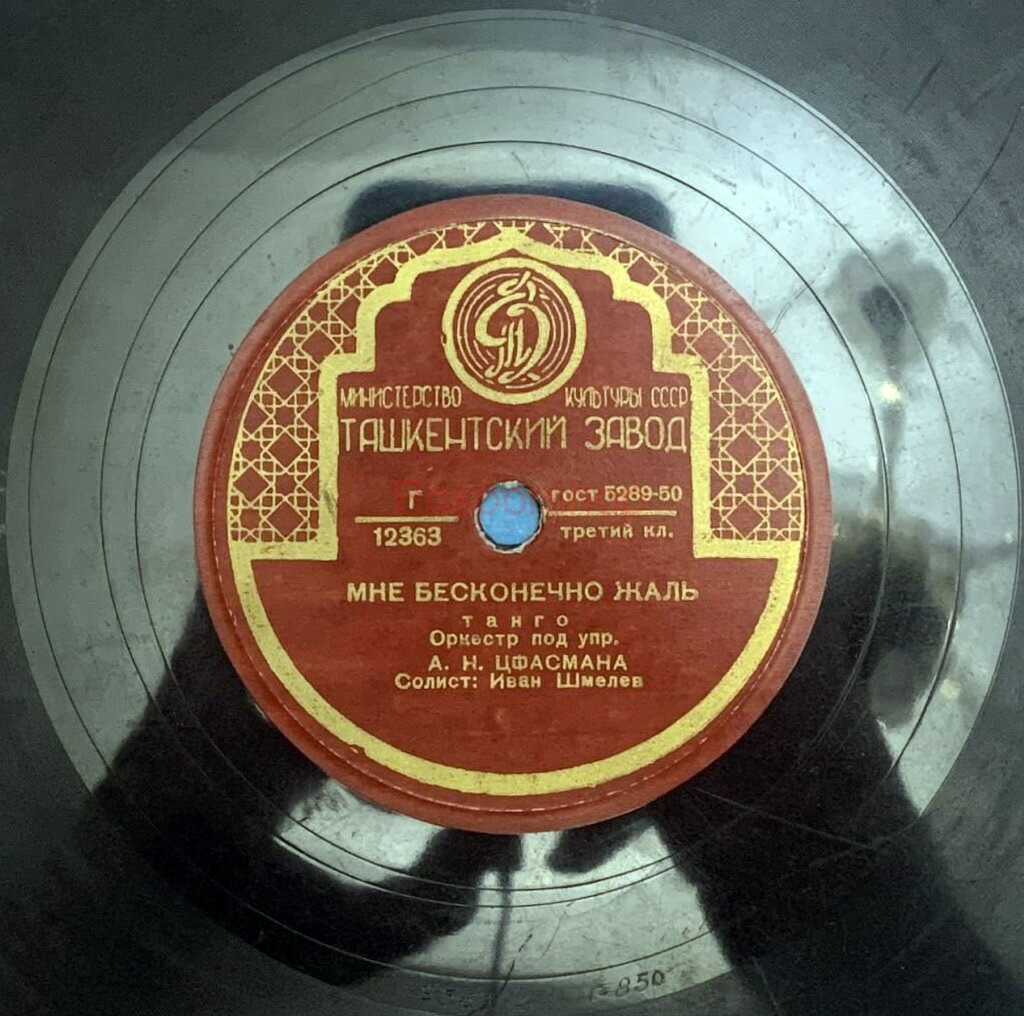 МИНИСТЕРСТВО КУЛЬТУРЫ СССР
ТАШКЕНТСКИЙ ЗАВОД
Г
12363
ГОСТ 5289-50
третий кл.
МНЕ БЕСКОНЕЧНО ЖАЛЬ
танго
Оркестр под упр.
А. Н. ЦФАСМАНА
Солист: Иван Шмелев